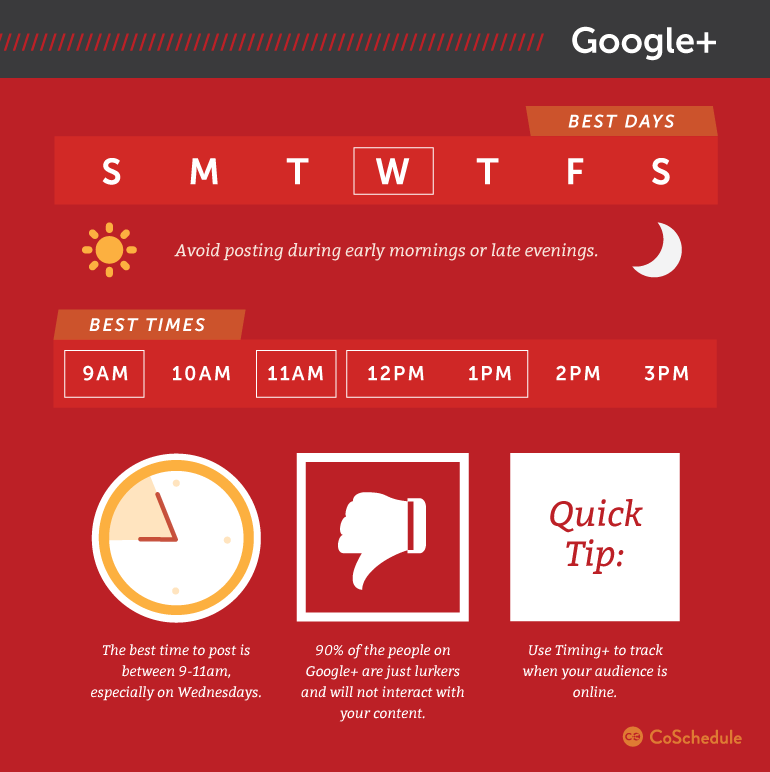 Google+
BEST DAYS
S M T W T F S
Avoid posting during early mornings or late evenings.
BEST TIMES
9AM 10AM 11AM 12PM 1PM 2PM 3PM
The best time to post is
between 9-11am,
especially on Wednesdays.
90% of the people on
Google+ are just lurkers
and will not interact with
your content.
Quick
Tip:
Use Timing+ to track
when your audience is
online.
CoSchedule